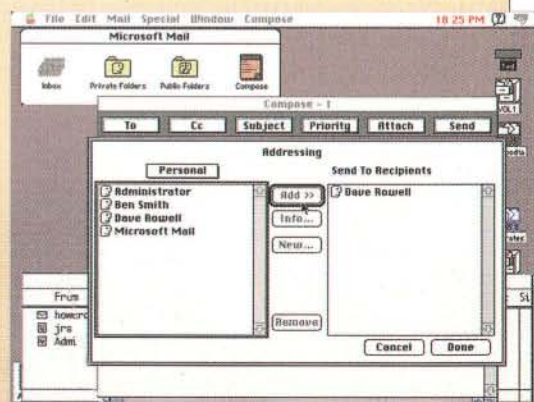 File Edit Mail Special Window Compose
18 25 PM
Microsoft Mail
Inbox
Private Folders
Public Folders
Compose
Compose - 1
To
Cc
Subject
Priority
Attach
Send
Addressing
Personal
Send To Recipients
Administrator
Ben Smith
Dave Rowell
Microsoft Mail
Add >>
Info...
New...
Remove
Dave Rowell
Cancel
Done
From
Si
jrs
Admi
VOL1